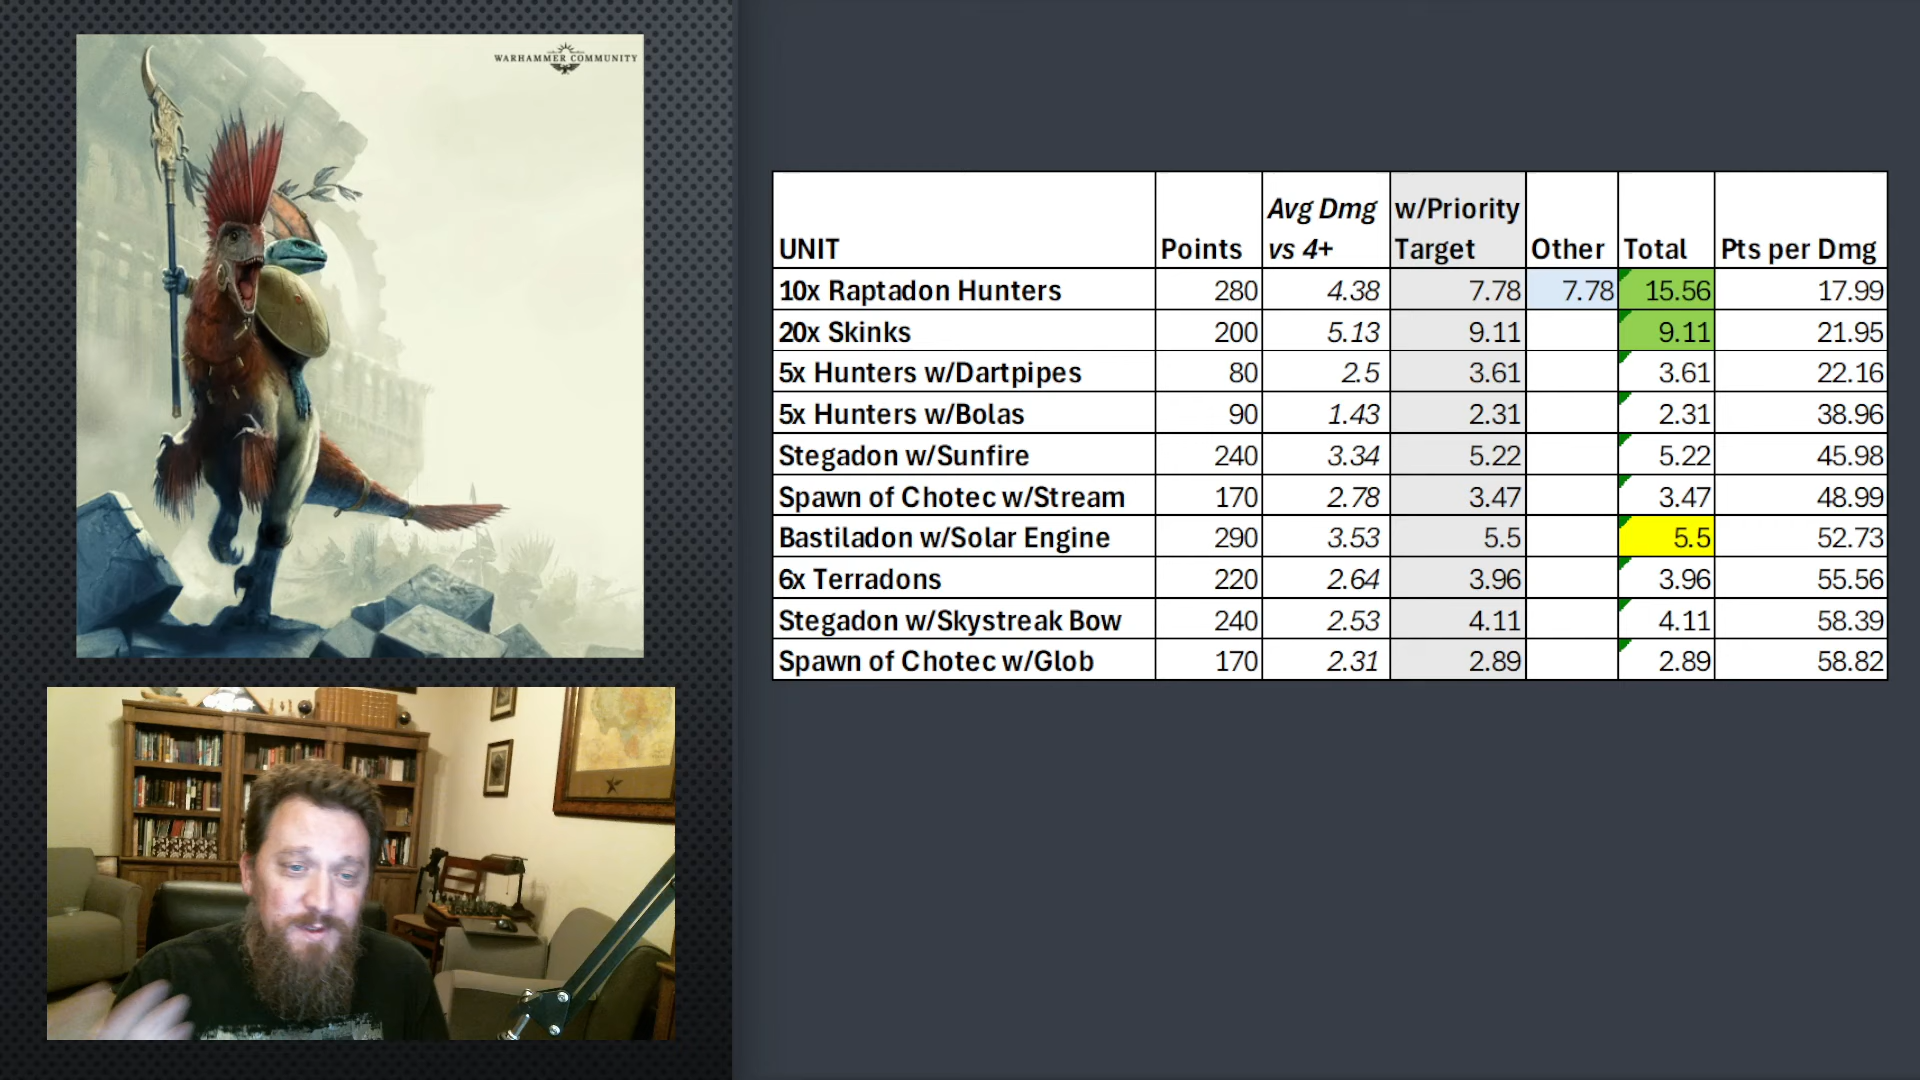 WARHAMMER COMMUNITY
UNIT Points Avg Dmg vs 4+ w/Priority Target Other Total Pts per Dmg
10x Raptadon Hunters 280 4.38 7.78 7.78 15.56 17.99
20x Skinks 200 5.13 9.11 9.11 21.95
5x Hunters w/Dartpipes 80 2.5 3.61 3.61 22.16
5x Hunters w/Bolas 90 1.43 2.31 2.31 38.96
Stegadon w/Sunfire 240 3.34 5.22 5.22 45.98
Spawn of Chotec w/Stream 170 2.78 3.47 3.47 48.99
Bastiladon w/Solar Engine 290 3.53 5.5 5.5 52.73
6x Terradons 220 2.64 3.96 3.96 55.56
Stegadon w/Skystreak Bow 240 2.53 4.11 4.11 58.39
Spawn of Chotec w/Glob 170 2.31 2.89 2.89 58.82